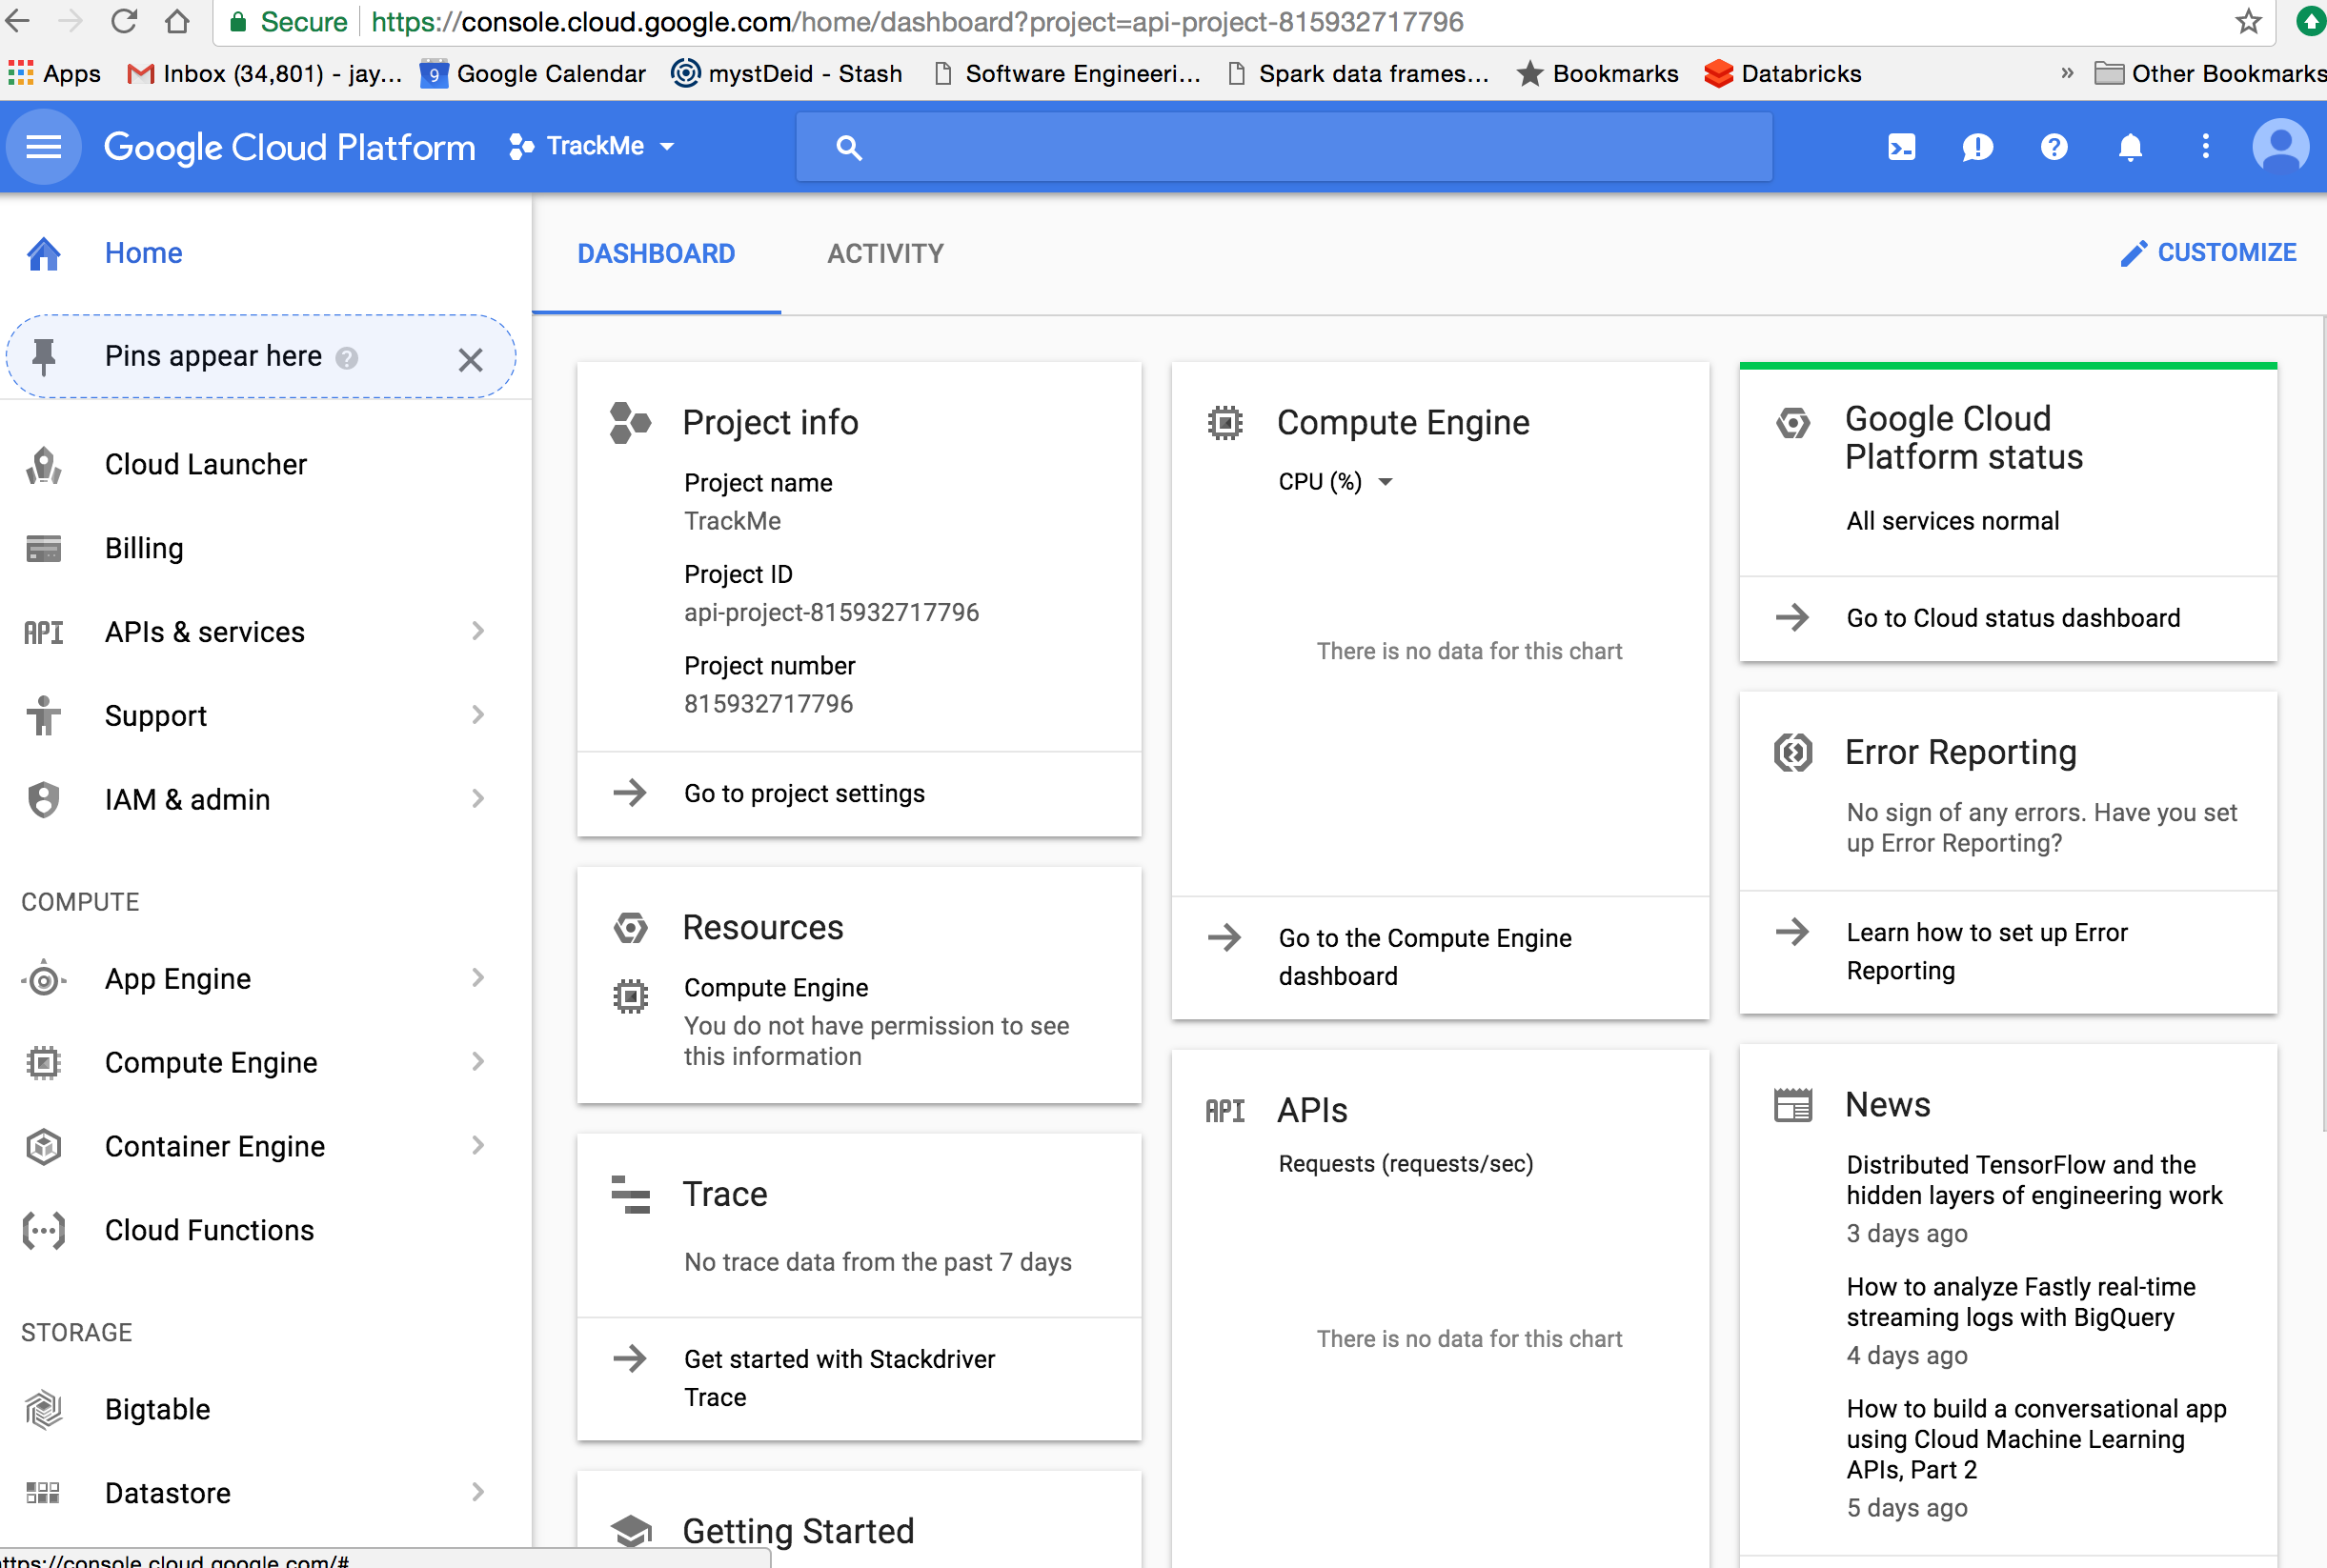 Secure https://console.cloud.google.com/home/dashboard?project=api-project-815932717796
Apps Inbox (34,801) - jay... 9 Google Calendar mystDeid - Stash Software Engineeri... Spark data frames... Bookmarks Databricks » Other Bookmarks
Google Cloud Platform TrackMe
Home
Pins appear here
Cloud Launcher
Billing
API APIs & services
Support
IAM & admin
COMPUTE
App Engine
Compute Engine
Container Engine
Cloud Functions
STORAGE
Bigtable
Datastore
DASHBOARD ACTIVITY CUSTOMIZE
Project info
Project name
TrackMe
Project ID
api-project-815932717796
Project number
815932717796
Go to project settings
Resources
Compute Engine
You do not have permission to see
this information
Trace
No trace data from the past 7 days
Get started with Stackdriver
Trace
Getting Started
Compute Engine
CPU (%)
There is no data for this chart
Go to the Compute Engine
dashboard
API APIs
Requests (requests/sec)
There is no data for this chart
Google Cloud
Platform status
All services normal
Go to Cloud status dashboard
Error Reporting
No sign of any errors. Have you set
up Error Reporting?
Learn how to set up Error
Reporting
News
Distributed TensorFlow and the
hidden layers of engineering work
3 days ago
How to analyze Fastly real-time
streaming logs with BigQuery
4 days ago
How to build a conversational app
using Cloud Machine Learning
APIs, Part 2
5 days ago
ttps://console.cloud.google.com/#